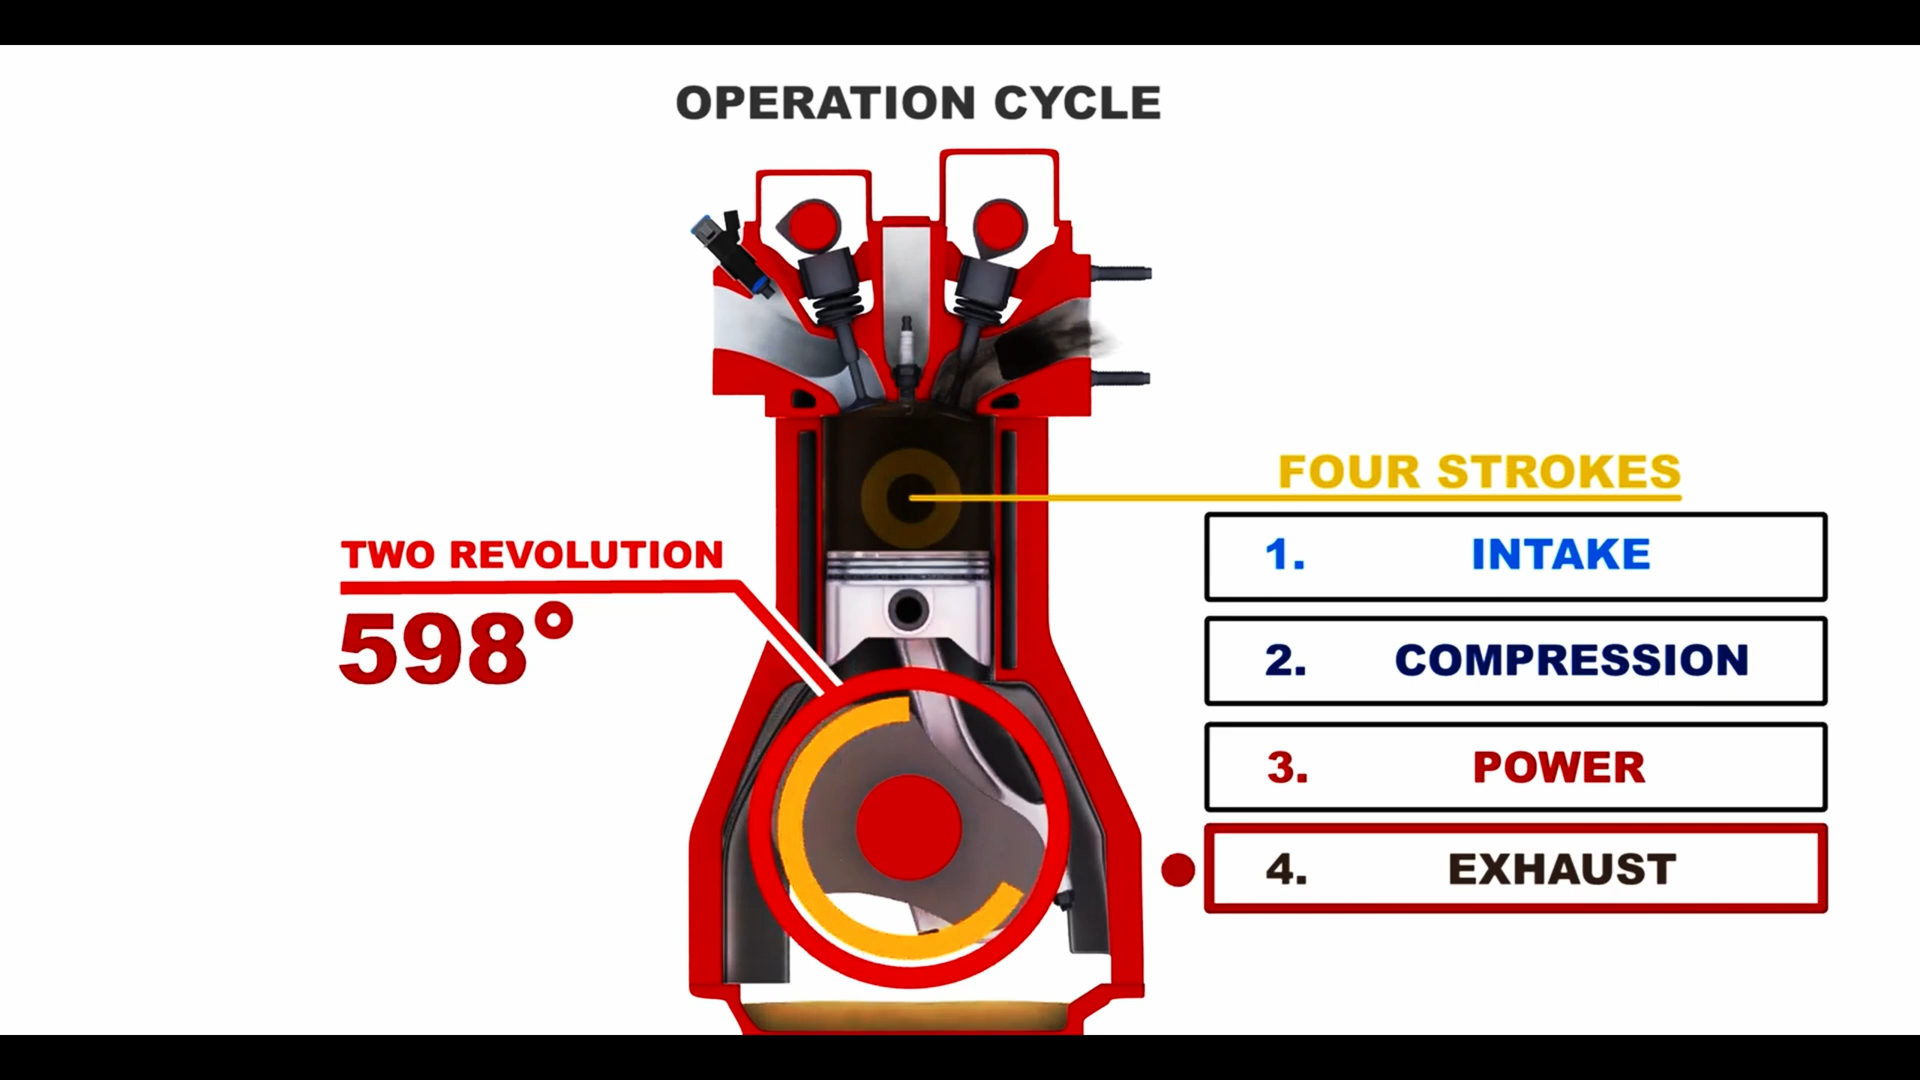 OPERATION CYCLE
TWO REVOLUTION
598°
FOUR STROKES
1. INTAKE
2. COMPRESSION
3. POWER
4. EXHAUST